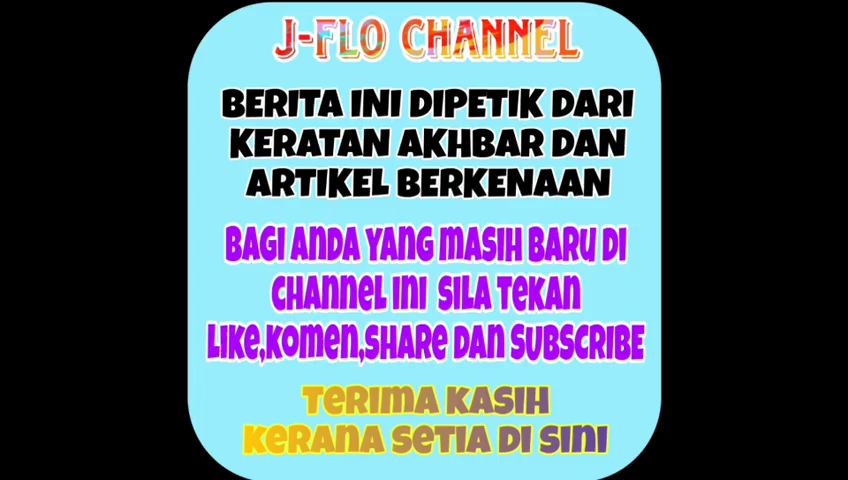 J-FLO CHANNEL
BERITA INI DIPETIK DARI
KERATAN AKHBAR DAN
ARTIKEL BERKENAAN
BAGI ANDA YANG MASIH BARU DI
CHANNEL INI SILA TEKAN
LIKE,KOMEN,SHARE DAN SUBSCRIBE
TERIMA KASIH
KERANA SETIA DI SINI